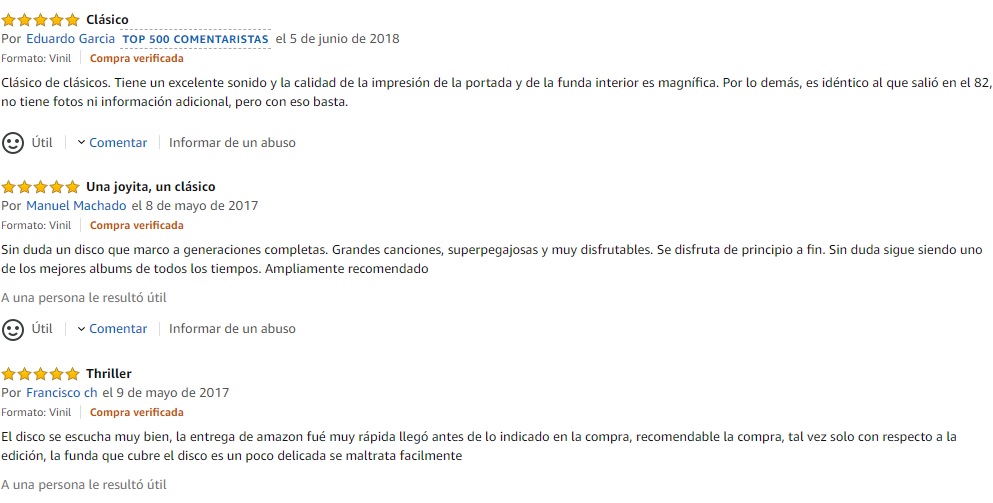 Clásico
Por Eduardo Garcia TOP 500 COMENTARISTAS el 5 de junio de 2018
Formato: Vinil Compra verificada
Clásico de clásicos. Tiene un excelente sonido y la calidad de la impresión de la portada y de la funda interior es magnífica. Por lo demás, es idéntico al que salió en el 82,
no tiene fotos ni información adicional, pero con eso basta.
Útil Comentar Informar de un abuso
Una joyita, un clásico
Por Manuel Machado el 8 de mayo de 2017
Formato: Vinil Compra verificada
Sin duda un disco que marco a generaciones completas. Grandes canciones, superpegajosas y muy disfrutables. Se disfruta de principio a fin. Sin duda sigue siendo uno
de los mejores albums de todos los tiempos. Ampliamente recomendado
A una persona le resultó útil
Útil Comentar Informar de un abuso
Thriller
Por Francisco ch el 9 de mayo de 2017
Formato: Vinil Compra verificada
El disco se escucha muy bien, la entrega de amazon fué muy rápida llegó antes de lo indicado en la compra, recomendable la compra, tal vez solo con respecto a la
edición, la funda que cubre el disco es un poco delicada se maltrata facilmente
A una persona le resultó útil